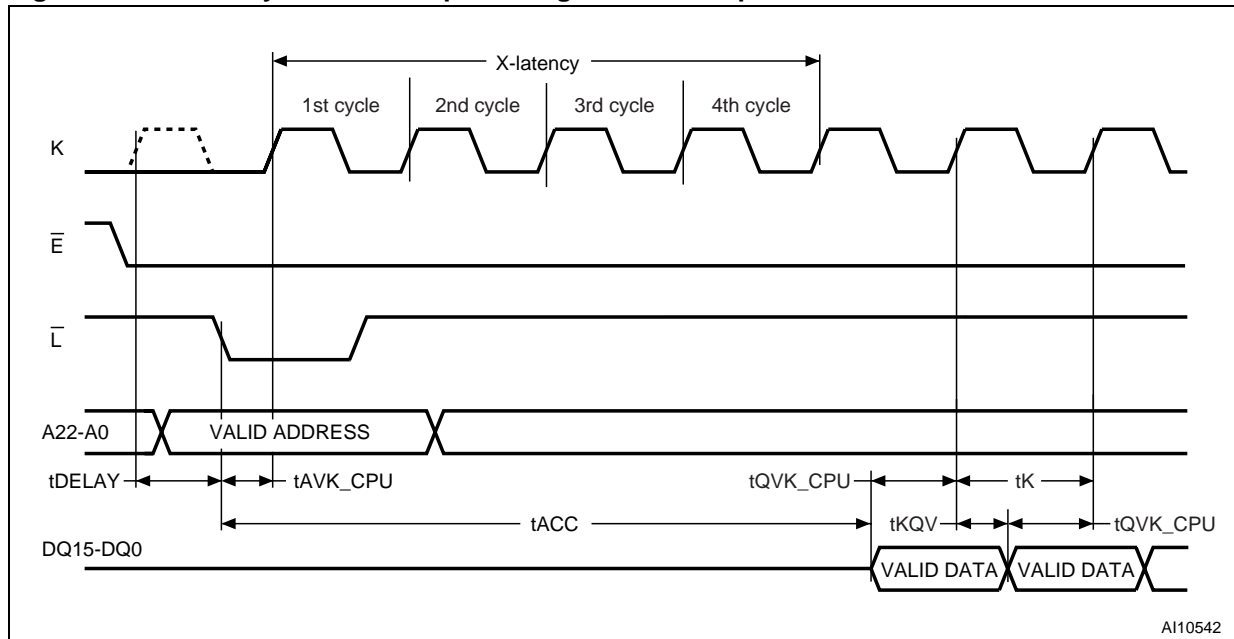 X-latency
1st cycle 2nd cycle 3rd cycle 4th cycle
K
E
L
A22-A0 VALID ADDRESS
tDELAY tAVK_CPU tQVK_CPU tK
tACC tKQV tQVK_CPU
DQ15-DQ0
VALID DATA VALID DATA
AI10542